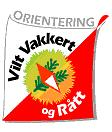 ORIENTERING
Vilt Vakkert
og Rått